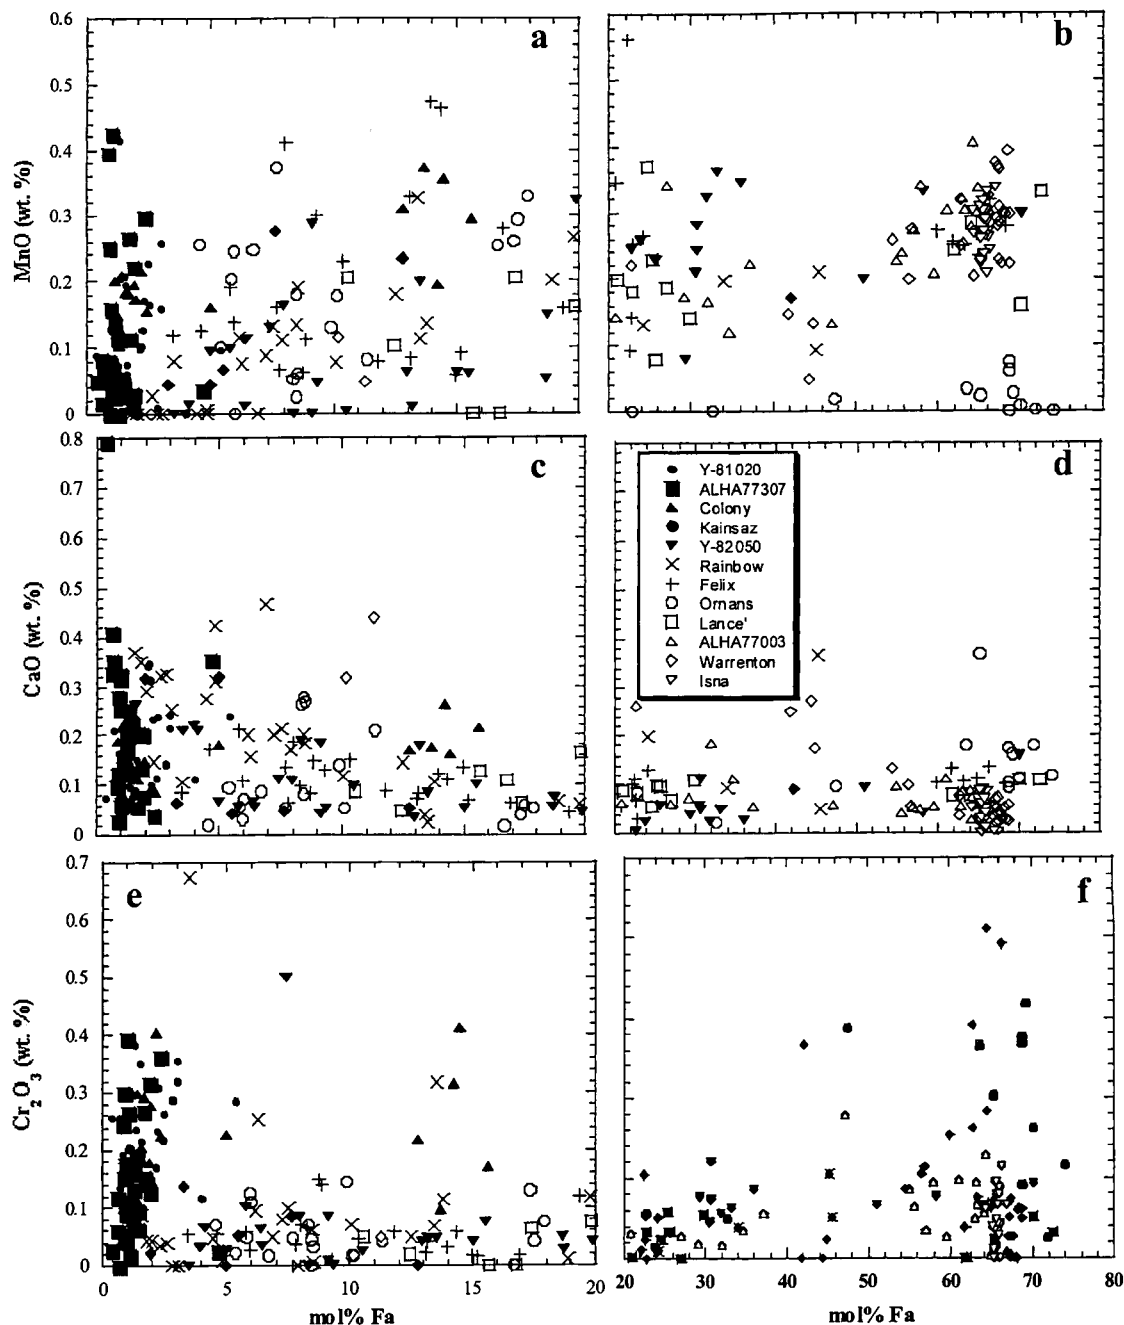 a
b
0.6
0.5
0.4
0.3
0.2
0.1
0
MnO (wt. %)
c
d
0.8
0.7
0.6
0.5
0.4
0.3
0.2
0.1
0
CaO (wt. %)
Y-81020
ALHA77307
Colony
Kainsaz
Y-82050
Rainbow
Felix
Ornans
Lance'
ALHA77003
Warrenton
Isna
e
f
0.7
0.6
0.5
0.4
0.3
0.2
0.1
0
Cr2O3 (wt. %)
0 5 10 15 20
mol% Fa
20 30 40 50 60 70 80
mol% Fa